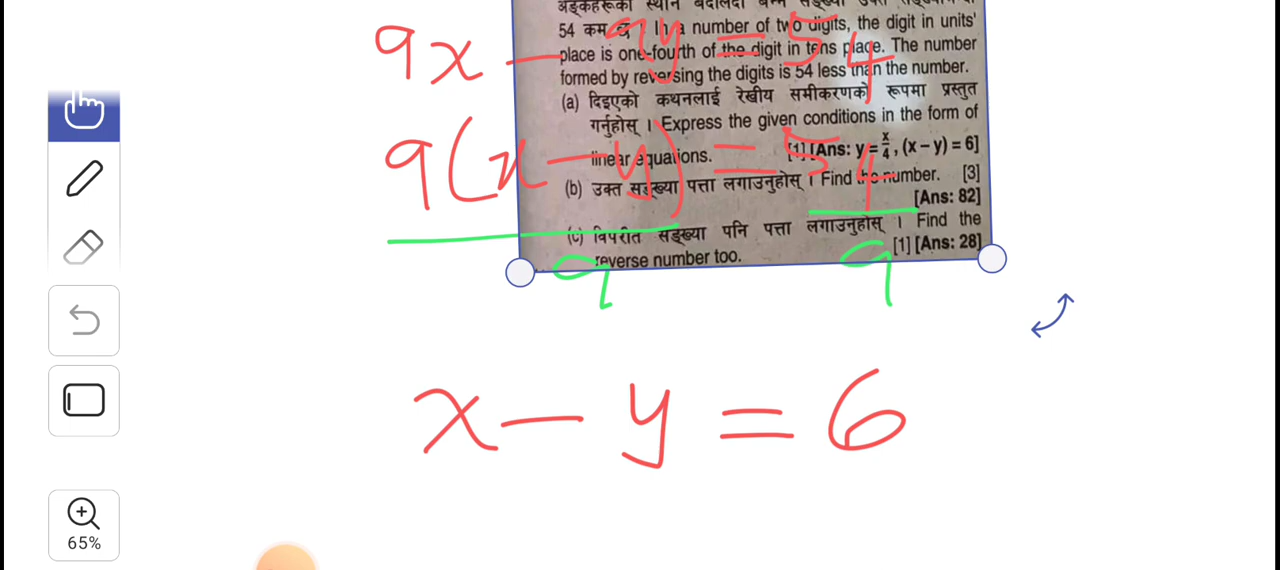 54 कम
In a number of two digits, the digit in units'
place is one-fourth of the digit in tens place. The number
formed by reversing the digits is 54 less than the number.
(a) दिइएको कथनलाई रेखीय समीकरणको रूपमा प्रस्तुत
गर्नुहोस् । Express the given conditions in the form of
linear equations. [1] [Ans: y = x/4, (x – y) = 6]
(b) उक्त सङ्ख्या पत्ता लगाउनुहोस् । Find the number. [3]
[Ans: 82]
(c) विपरीत सङ्ख्या पनि पत्ता लगाउनुहोस् । Find the
reverse number too. [1] [Ans: 28]
9x - 9y = 54
9(x - y) = 54
9 9
x - y = 6
65%